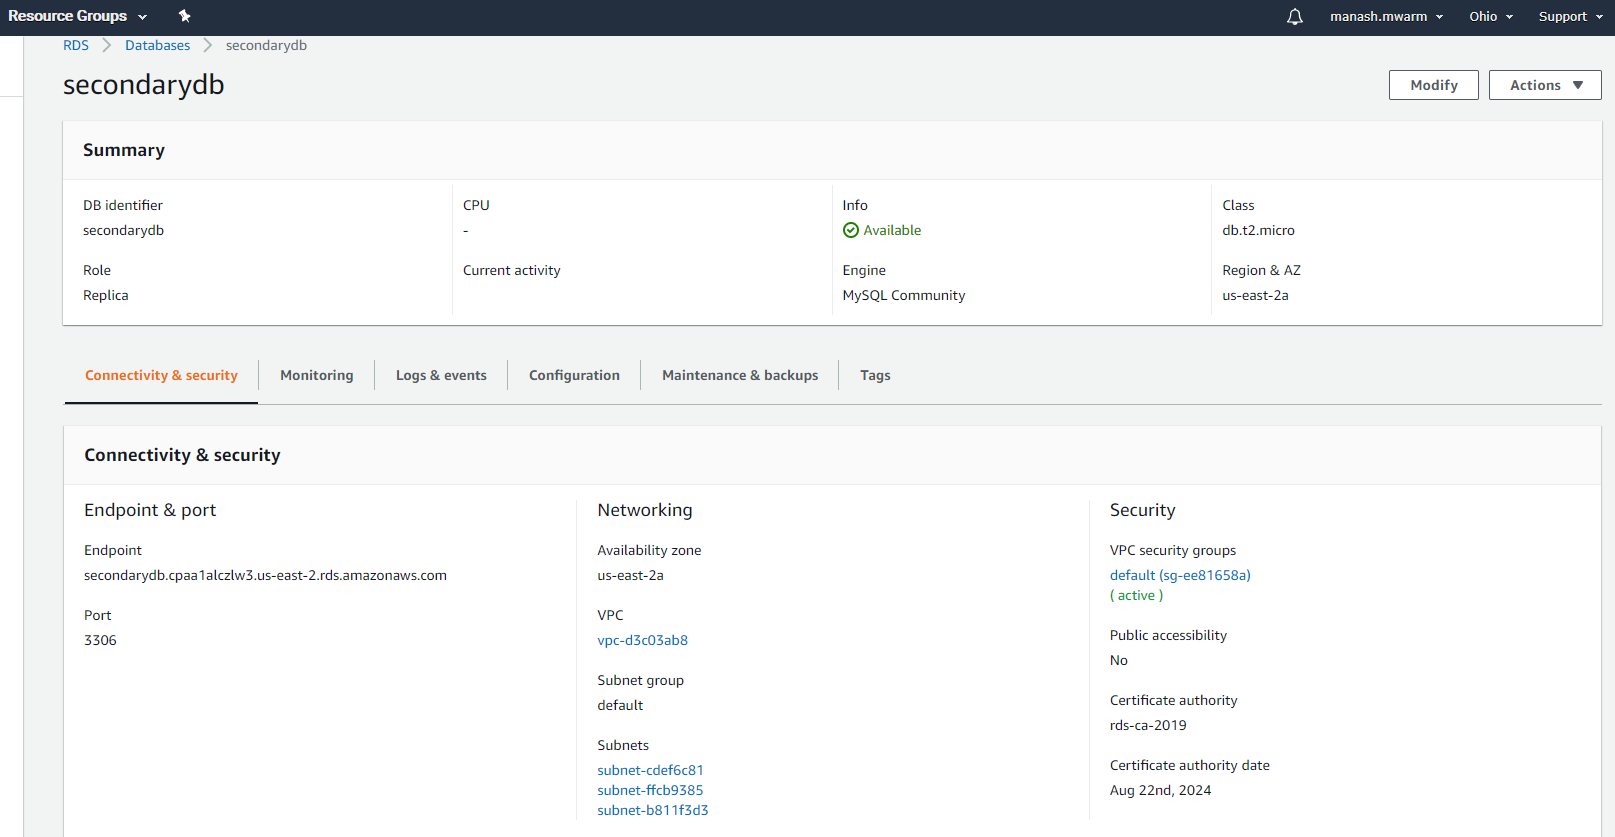 Resource Groups
manash.mwarm
Ohio
Support
RDS
Databases
secondarydb
secondarydb
Modify
Actions
Summary
DB identifier
secondarydb
CPU
-
Info
Available
Class
db.t2.micro
Role
Replica
Current activity
Engine
MySQL Community
Region & AZ
us-east-2a
Connectivity & security
Monitoring
Logs & events
Configuration
Maintenance & backups
Tags
Connectivity & security
Endpoint & port
Endpoint
secondarydb.cpaa1alczlw3.us-east-2.rds.amazonaws.com
Port
3306
Networking
Availability zone
us-east-2a
VPC
vpc-d3c03ab8
Subnet group
default
Subnets
subnet-cdef6c81
subnet-ffcb9385
subnet-b811f3d3
Security
VPC security groups
default (sg-ee81658a)
( active )
Public accessibility
No
Certificate authority
rds-ca-2019
Certificate authority date
Aug 22nd, 2024